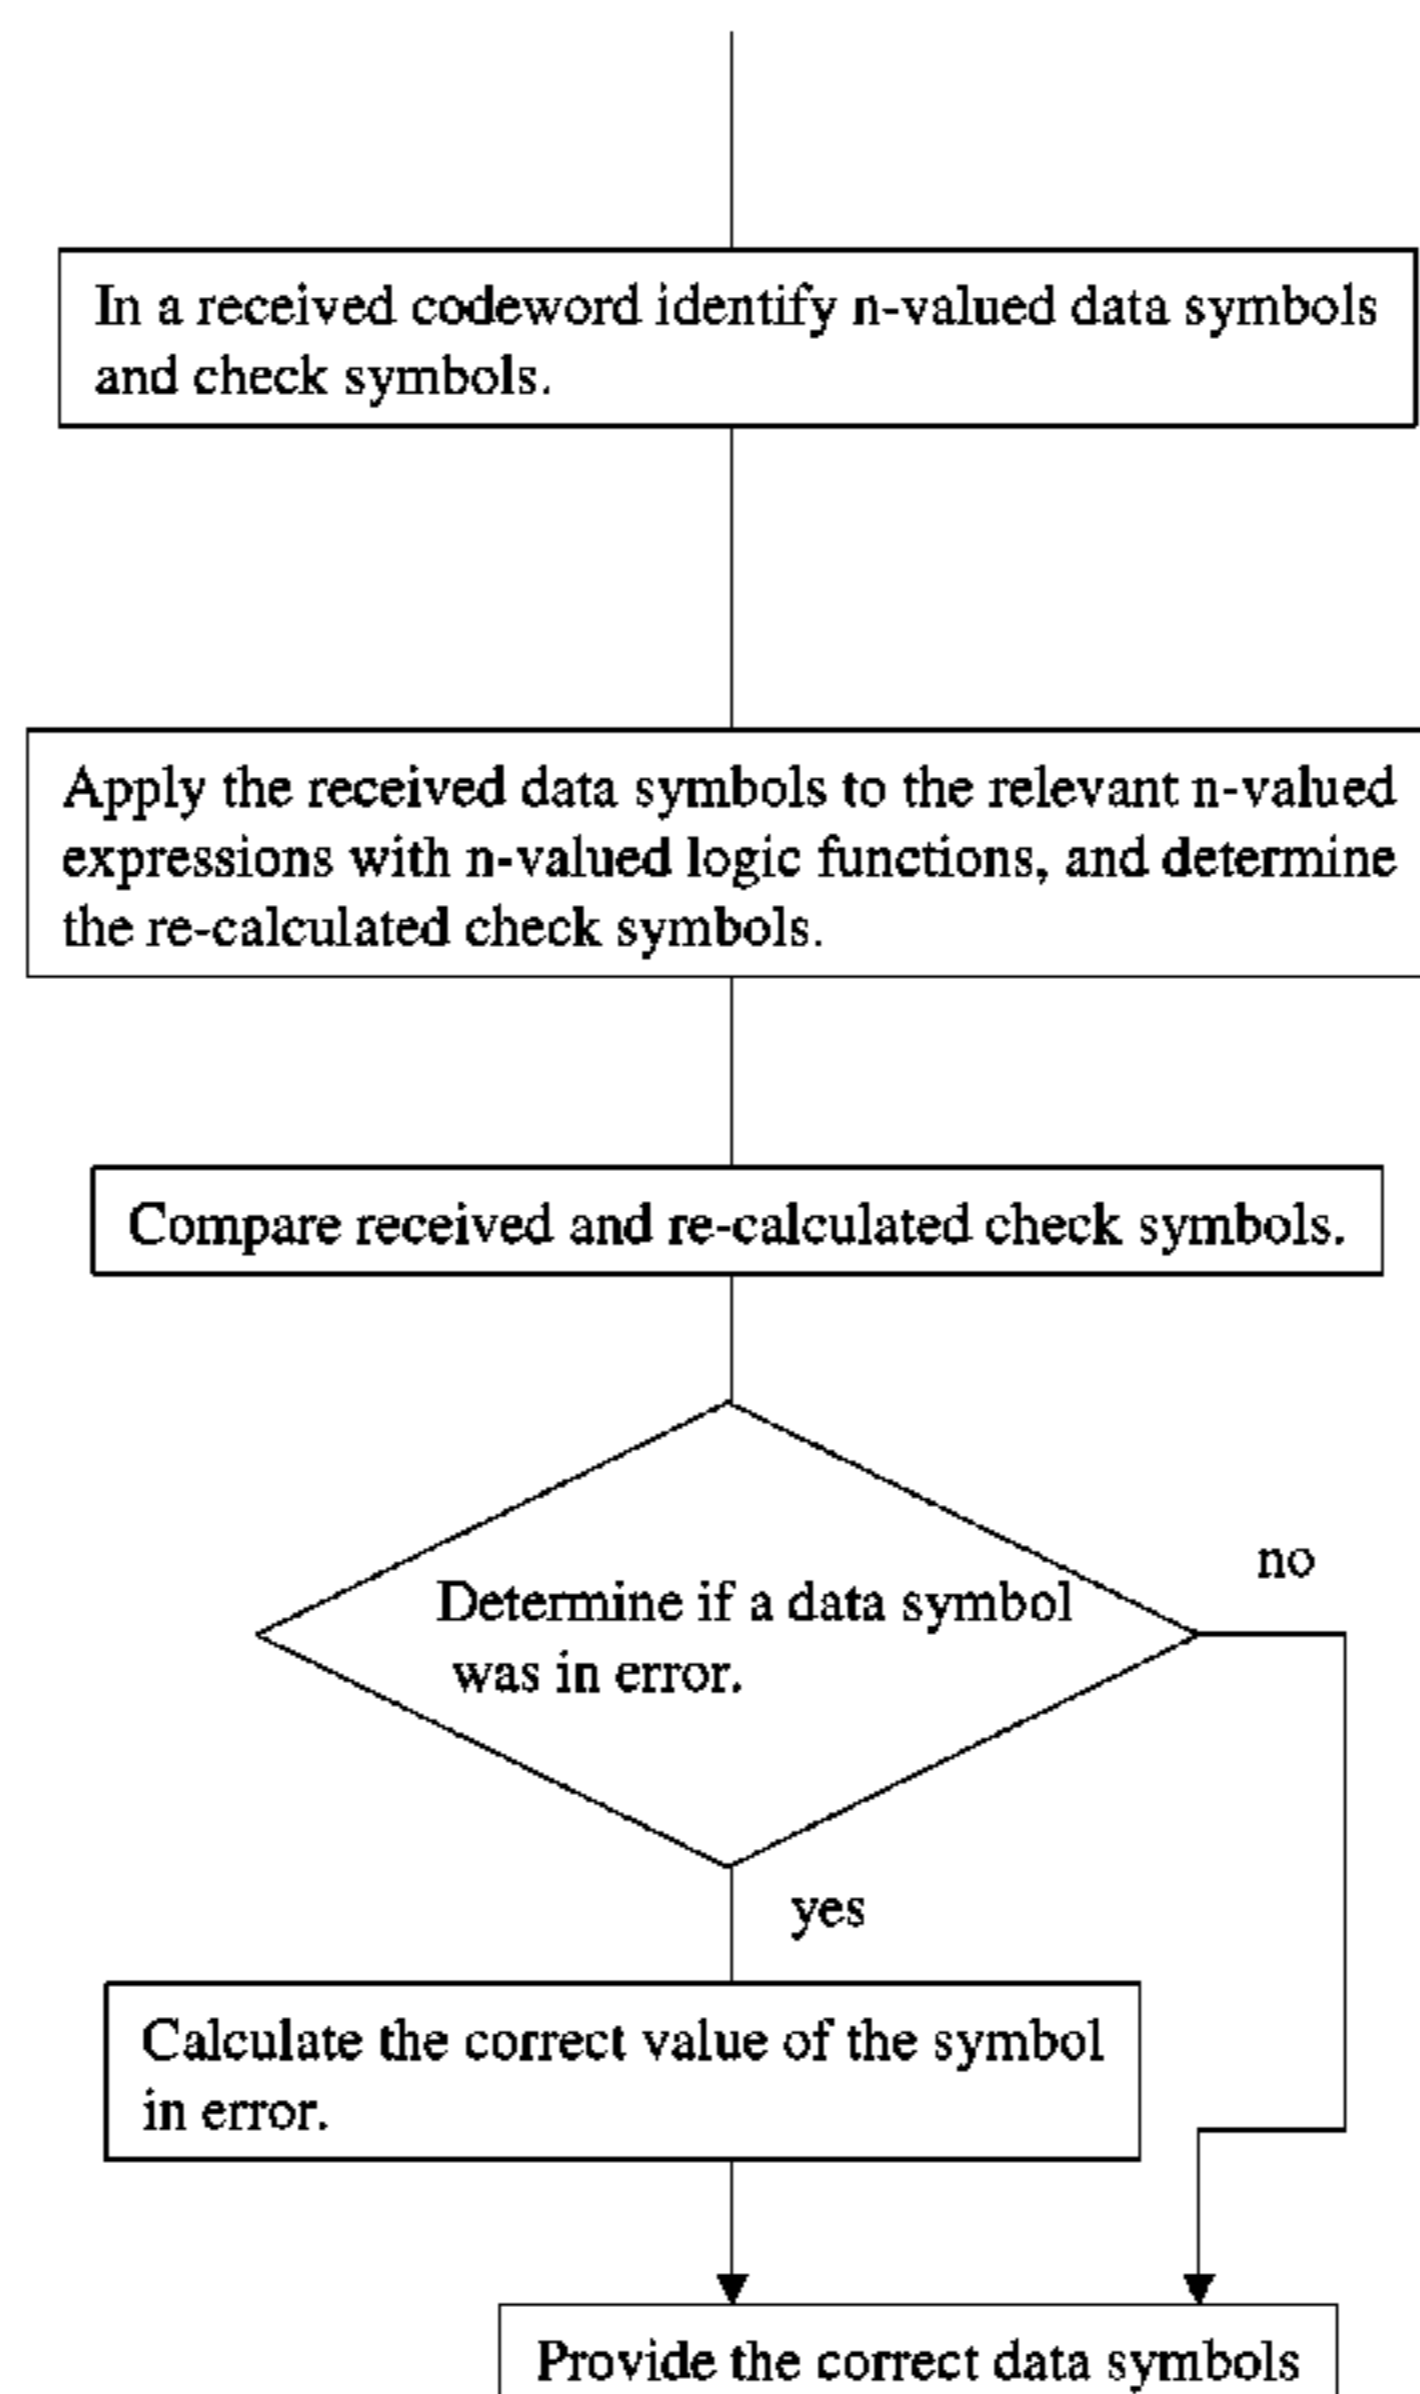 In a received codeword identify n-valued data symbols
and check symbols.
Apply the received data symbols to the relevant n-valued
expressions with n-valued logic functions, and determine
the re-calculated check symbols.
Compare received and re-calculated check symbols.
no
Determine if a data symbol
was in error.
yes
Calculate the correct value of the symbol
in error.
Provide the correct data symbols